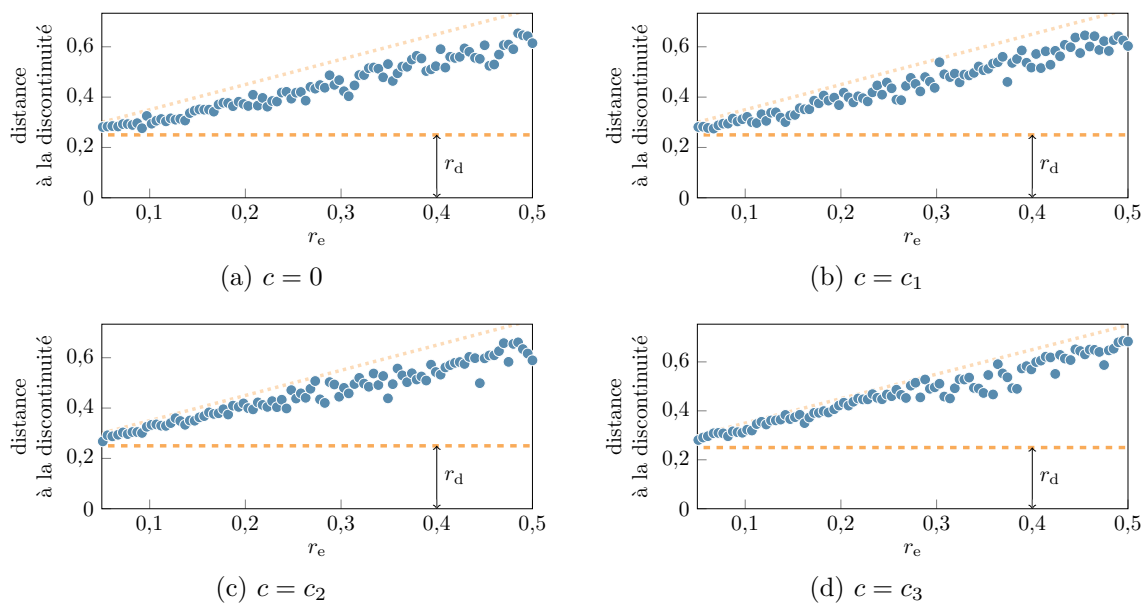 0,6
0,4
0,2
0
distance
à la discontinuité
r_d
0,1 0,2 0,3 0,4 0,5
r_e
(a) c = 0
0,6
0,4
0,2
0
distance
à la discontinuité
r_d
0,1 0,2 0,3 0,4 0,5
r_e
(b) c = c_1
0,6
0,4
0,2
0
distance
à la discontinuité
r_d
0,1 0,2 0,3 0,4 0,5
r_e
(c) c = c_2
0,6
0,4
0,2
0
distance
à la discontinuité
r_d
0,1 0,2 0,3 0,4 0,5
r_e
(d) c = c_3